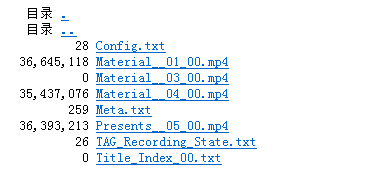 目录 .
目录 ..
28 Config.txt
36,645,118 Material__01_00.mp4
0 Material__03_00.mp4
35,437,076 Material__04_00.mp4
259 Meta.txt
36,393,213 Presents__05_00.mp4
26 TAG_Recording_State.txt
0 Title_Index_00.txt